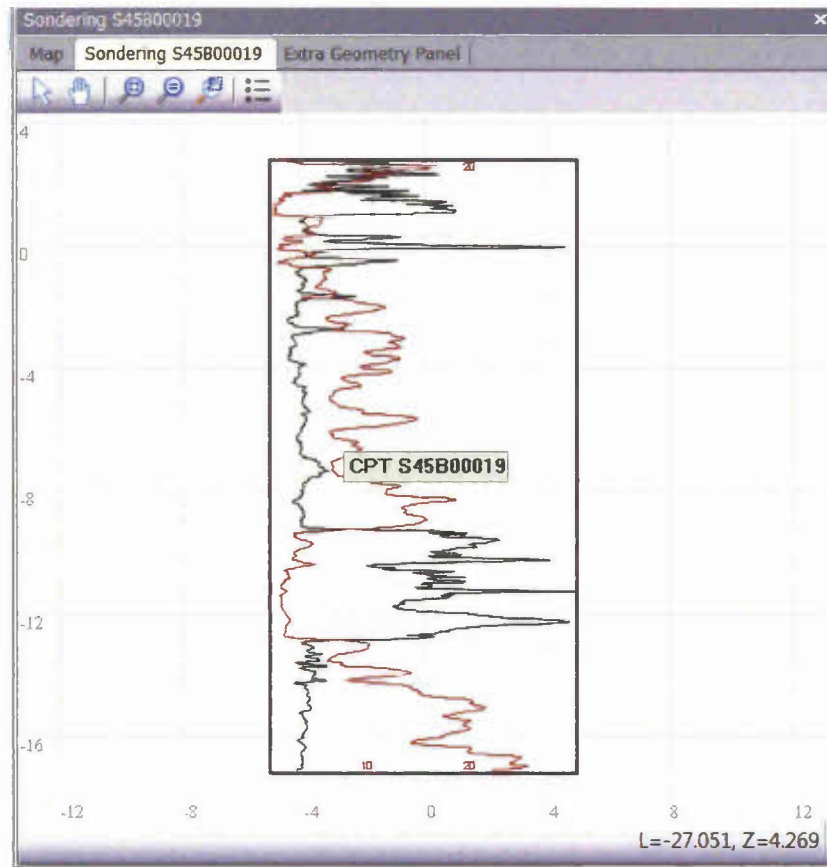 Sondering S45B00019
Map Sondering S45B00019 Extra Geometry Panel
4
20
0
-4
CPT S45B00019
-8
-12
-16
10 20
-12 -8 -4 0 4 8 12
L=-27.051, Z=4.269